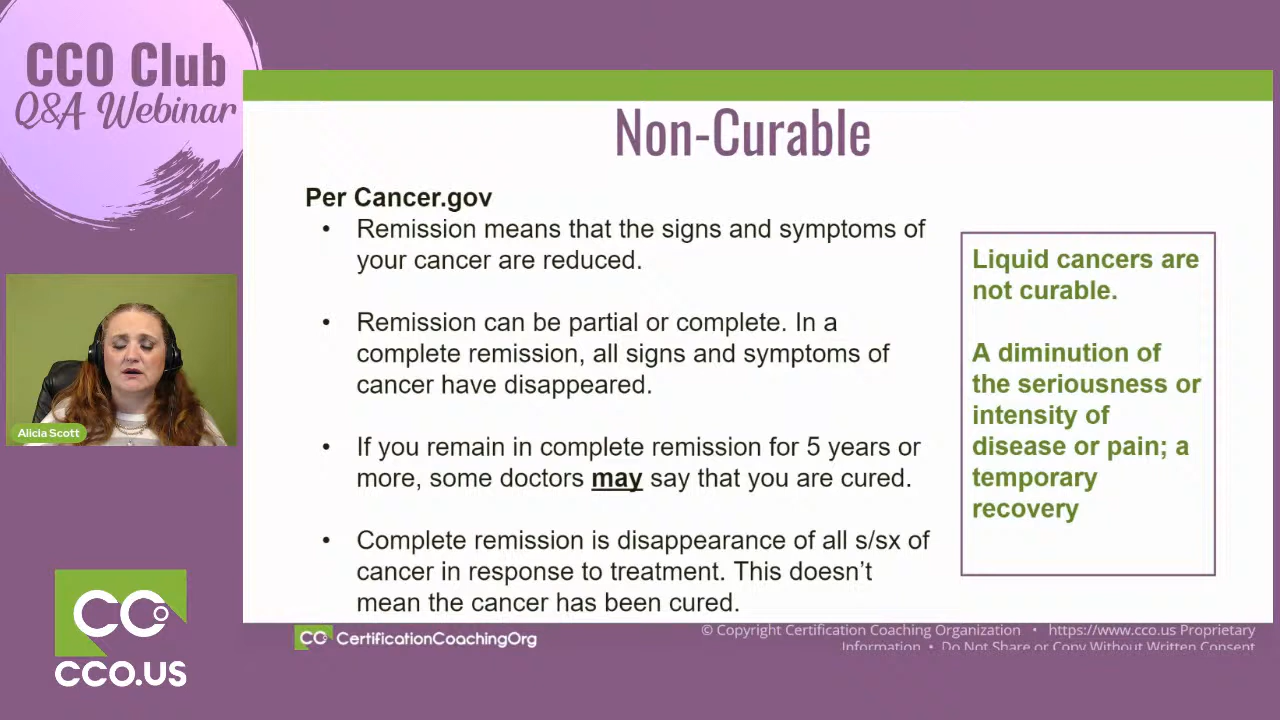 CCO Club
Q&A Webinar
Non-Curable
Per Cancer.gov
• Remission means that the signs and symptoms of
your cancer are reduced.
• Remission can be partial or complete. In a
complete remission, all signs and symptoms of
cancer have disappeared.
• If you remain in complete remission for 5 years or
more, some doctors may say that you are cured.
• Complete remission is disappearance of all s/sx of
cancer in response to treatment. This doesn't
mean the cancer has been cured.
Liquid cancers are
not curable.
A diminution of
the seriousness or
intensity of
disease or pain; a
temporary
recovery
Alicia Scott
CCO
CCO.US
CCO CertificationCoachingOrg
© Copyright Certification Coaching Organization • https://www.cco.us Proprietary
Information • Do Not Share or Copy Without Written Consent